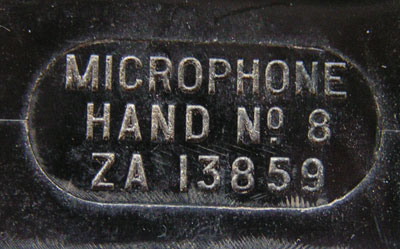 MICROPHONE
HAND Nº 8
ZA 13859